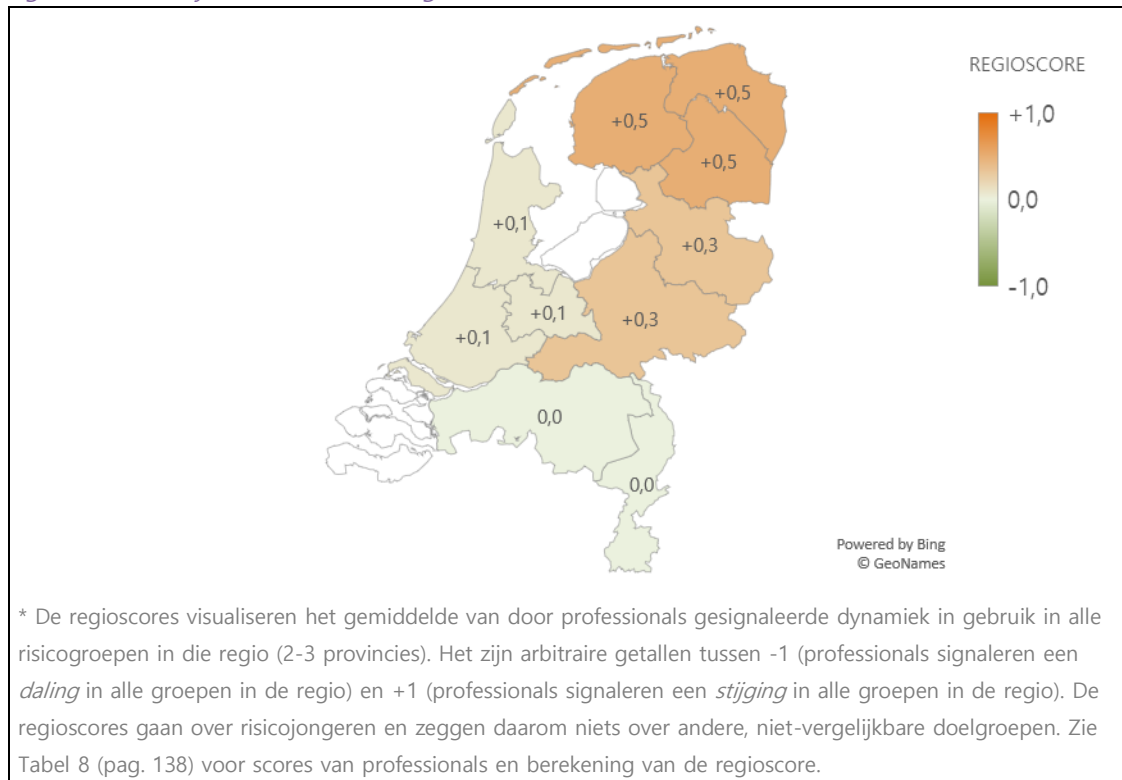 REGIOSCORE
+1,0
0,0
-1,0
+0,5
+0,5
+0,5
+0,3
+0,1
+0,1
+0,3
+0,1
0,0
0,0
Powered by Bing
© GeoNames
* De regioscores visualiseren het gemiddelde van door professionals gesignaleerde dynamiek in gebruik in alle
risicogroepen in die regio (2-3 provincies). Het zijn arbitraire getallen tussen -1 (professionals signaleren een
daling in alle groepen in de regio) en +1 (professionals signaleren een stijging in alle groepen in de regio). De
regioscores gaan over risicojongeren en zeggen daarom niets over andere, niet-vergelijkbare doelgroepen. Zie
Tabel 8 (pag. 138) voor scores van professionals en berekening van de regioscore.